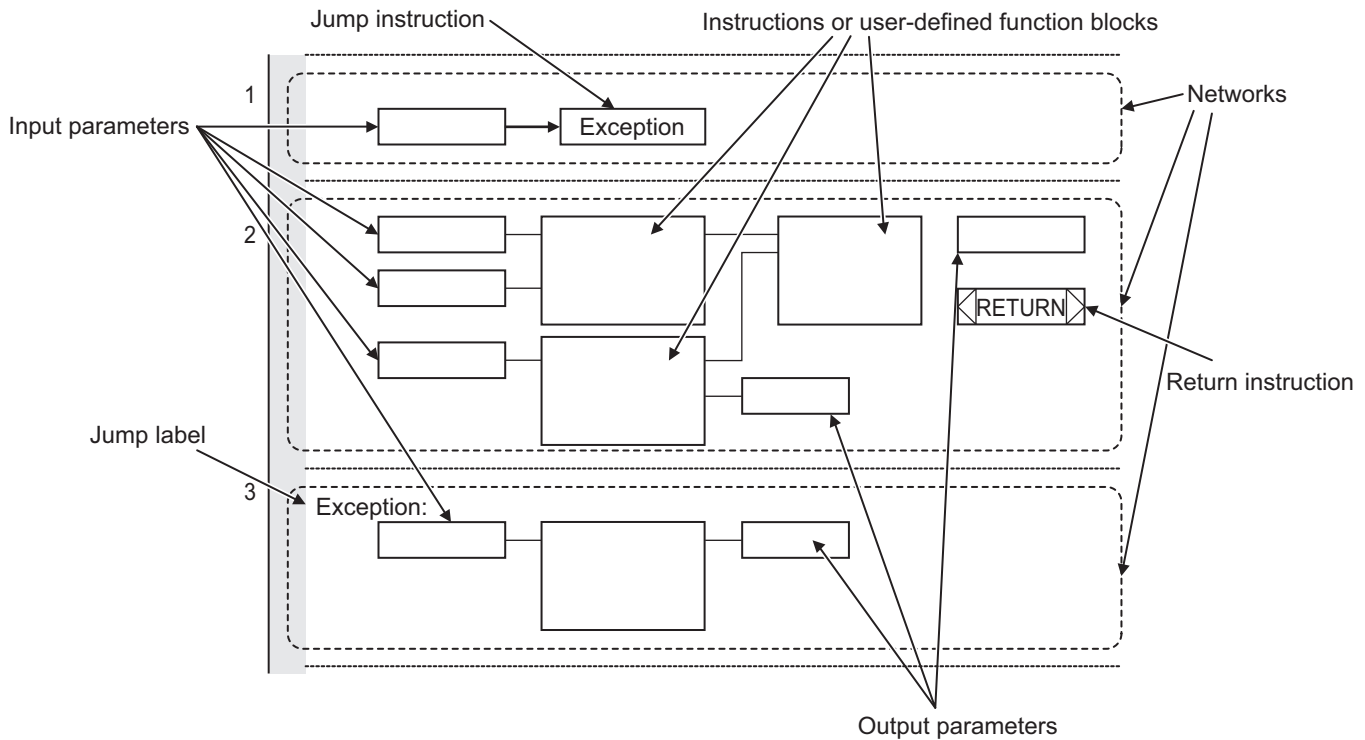 Jump instruction
Instructions or user-defined function blocks
1
Networks
Input parameters
Exception
2
RETURN
Return instruction
Jump label
3
Exception:
Output parameters